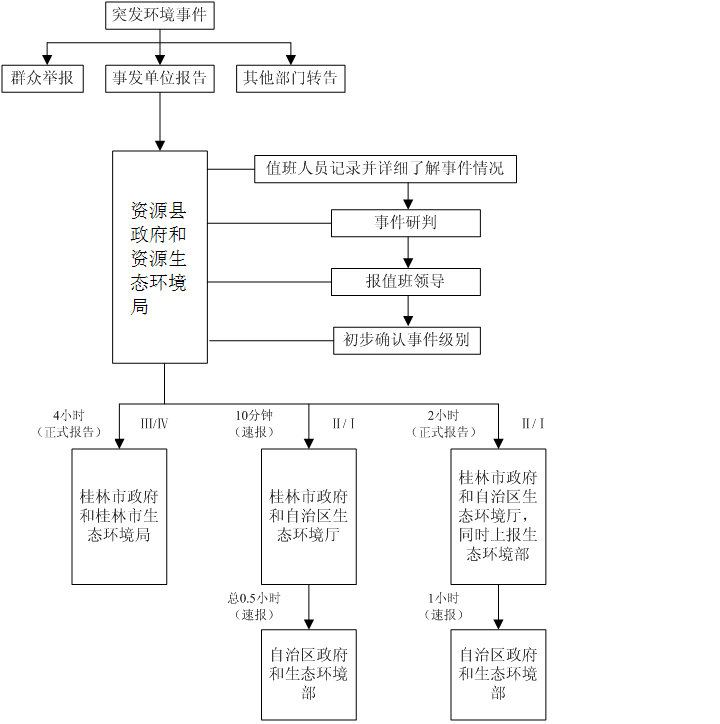 突发环境事件
群众举报
事发单位报告
其他部门转告
资源县
政府和
资源生
态环境
局
值班人员记录并详细了解事件情况
事件研判
报值班领导
初步确认事件级别
4小时
（正式报告）
Ⅲ/Ⅳ
10分钟
（速报）
Ⅱ/Ⅰ
2小时
（正式报告）
Ⅱ/Ⅰ
桂林市政府
和桂林市生
态环境局
桂林市政府
和自治区生
态环境厅
桂林市政府
和自治区生
态环境厅，
同时上报生
态环境部
总0.5小时
（速报）
1小时
（速报）
自治区政府
和生态环境
部
自治区政府
和生态环境
部